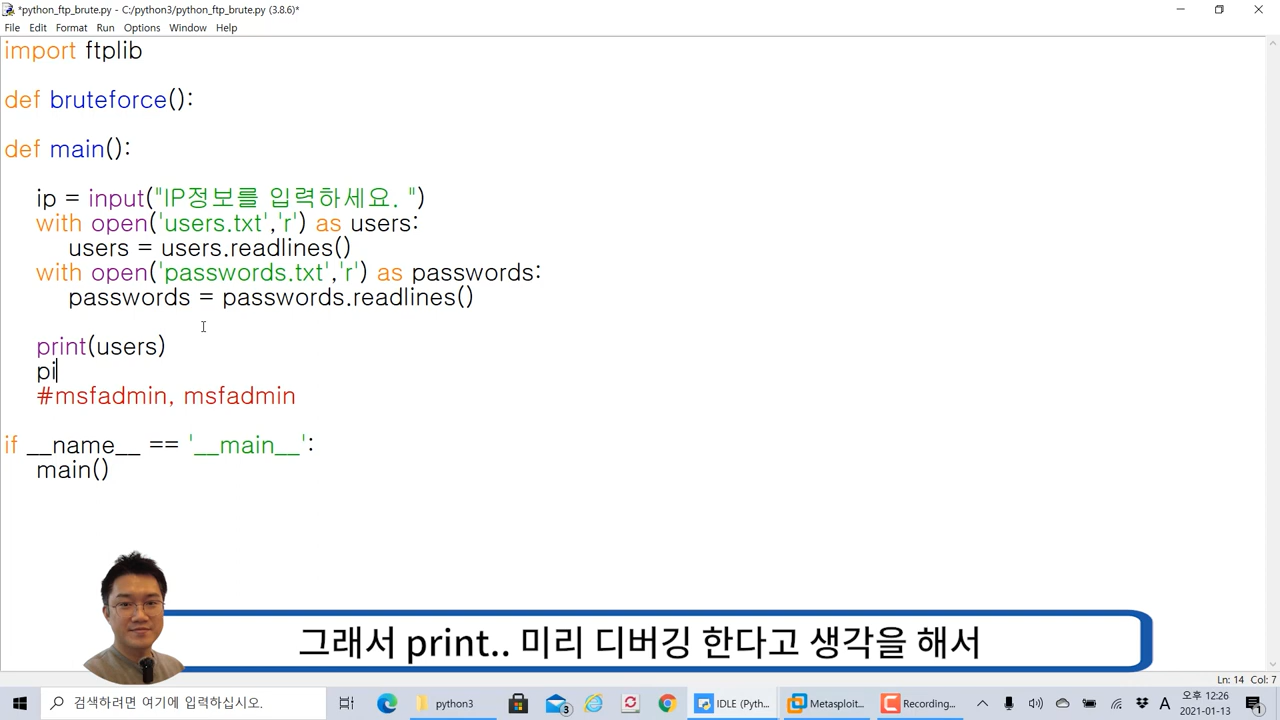 *python_ftp_brute.py - C:/python3/python_ftp_brute.py (3.8.6)*
File Edit Format Run Options Window Help
import ftplib
def bruteforce():
def main():
ip = input("IP정보를 입력하세요. ")
with open('users.txt','r') as users:
users = users.readlines()
with open('passwords.txt','r') as passwords:
passwords = passwords.readlines()
print(users)
pi
#msfadmin, msfadmin
if __name__ == '__main__':
main()
그래서 print.. 미리 디버깅 한다고 생각을 해서
Ln: 14 Col: 7
검색하려면 여기에 입력하십시오.
3
python3
IDLE (Pyth...
Metasploit...
Recording...
A
오후 12:26
2021-01-13
1